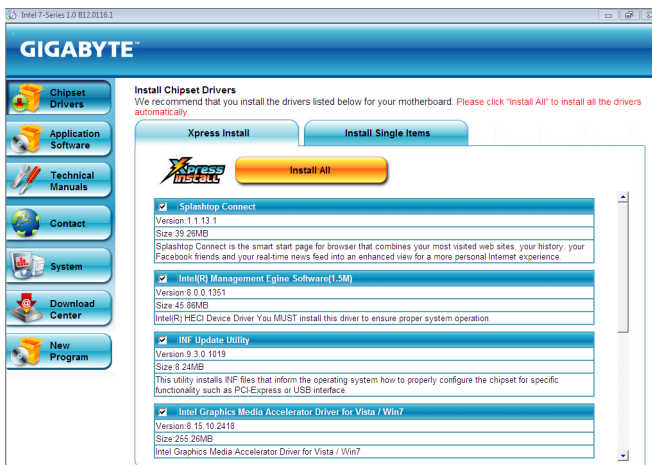 Intel 7-Series 1.0 B12.0116.1
GIGABYTE™
Chipset
Drivers
Application
Software
Technical
Manuals
Contact
System
Download
Center
New
Program
Install Chipset Drivers
We recommend that you install the drivers listed below for your motherboard. Please click "Install All" to install all the drivers
automatically.
Xpress Install
Install Single Items
Xpress
Install
Install All
Splashtop Connect
Version:1.1.13.1
Size:39.26MB
Splashtop Connect is the smart start page for browser that combines your most visited web sites, your history, your
Facebook friends and your real-time news feed into an enhanced view for a more personal Internet experience.
Intel(R) Management Egine Software(1.5M)
Version:8.0.0.1351
Size:45.86MB
Intel(R) HECI Device Driver You MUST install this driver to ensure proper system operation.
INF Update Utility
Version:9.3.0.1019
Size:8.24MB
This utility installs INF files that inform the operating system how to properly configure the chipset for specific
functionality such as PCI-Express or USB interface.
Intel Graphics Media Accelerator Driver for Vista / Win7
Version:8.15.10.2418
Size:255.26MB
Intel Graphics Media Accelerator Driver for Vista / Win7